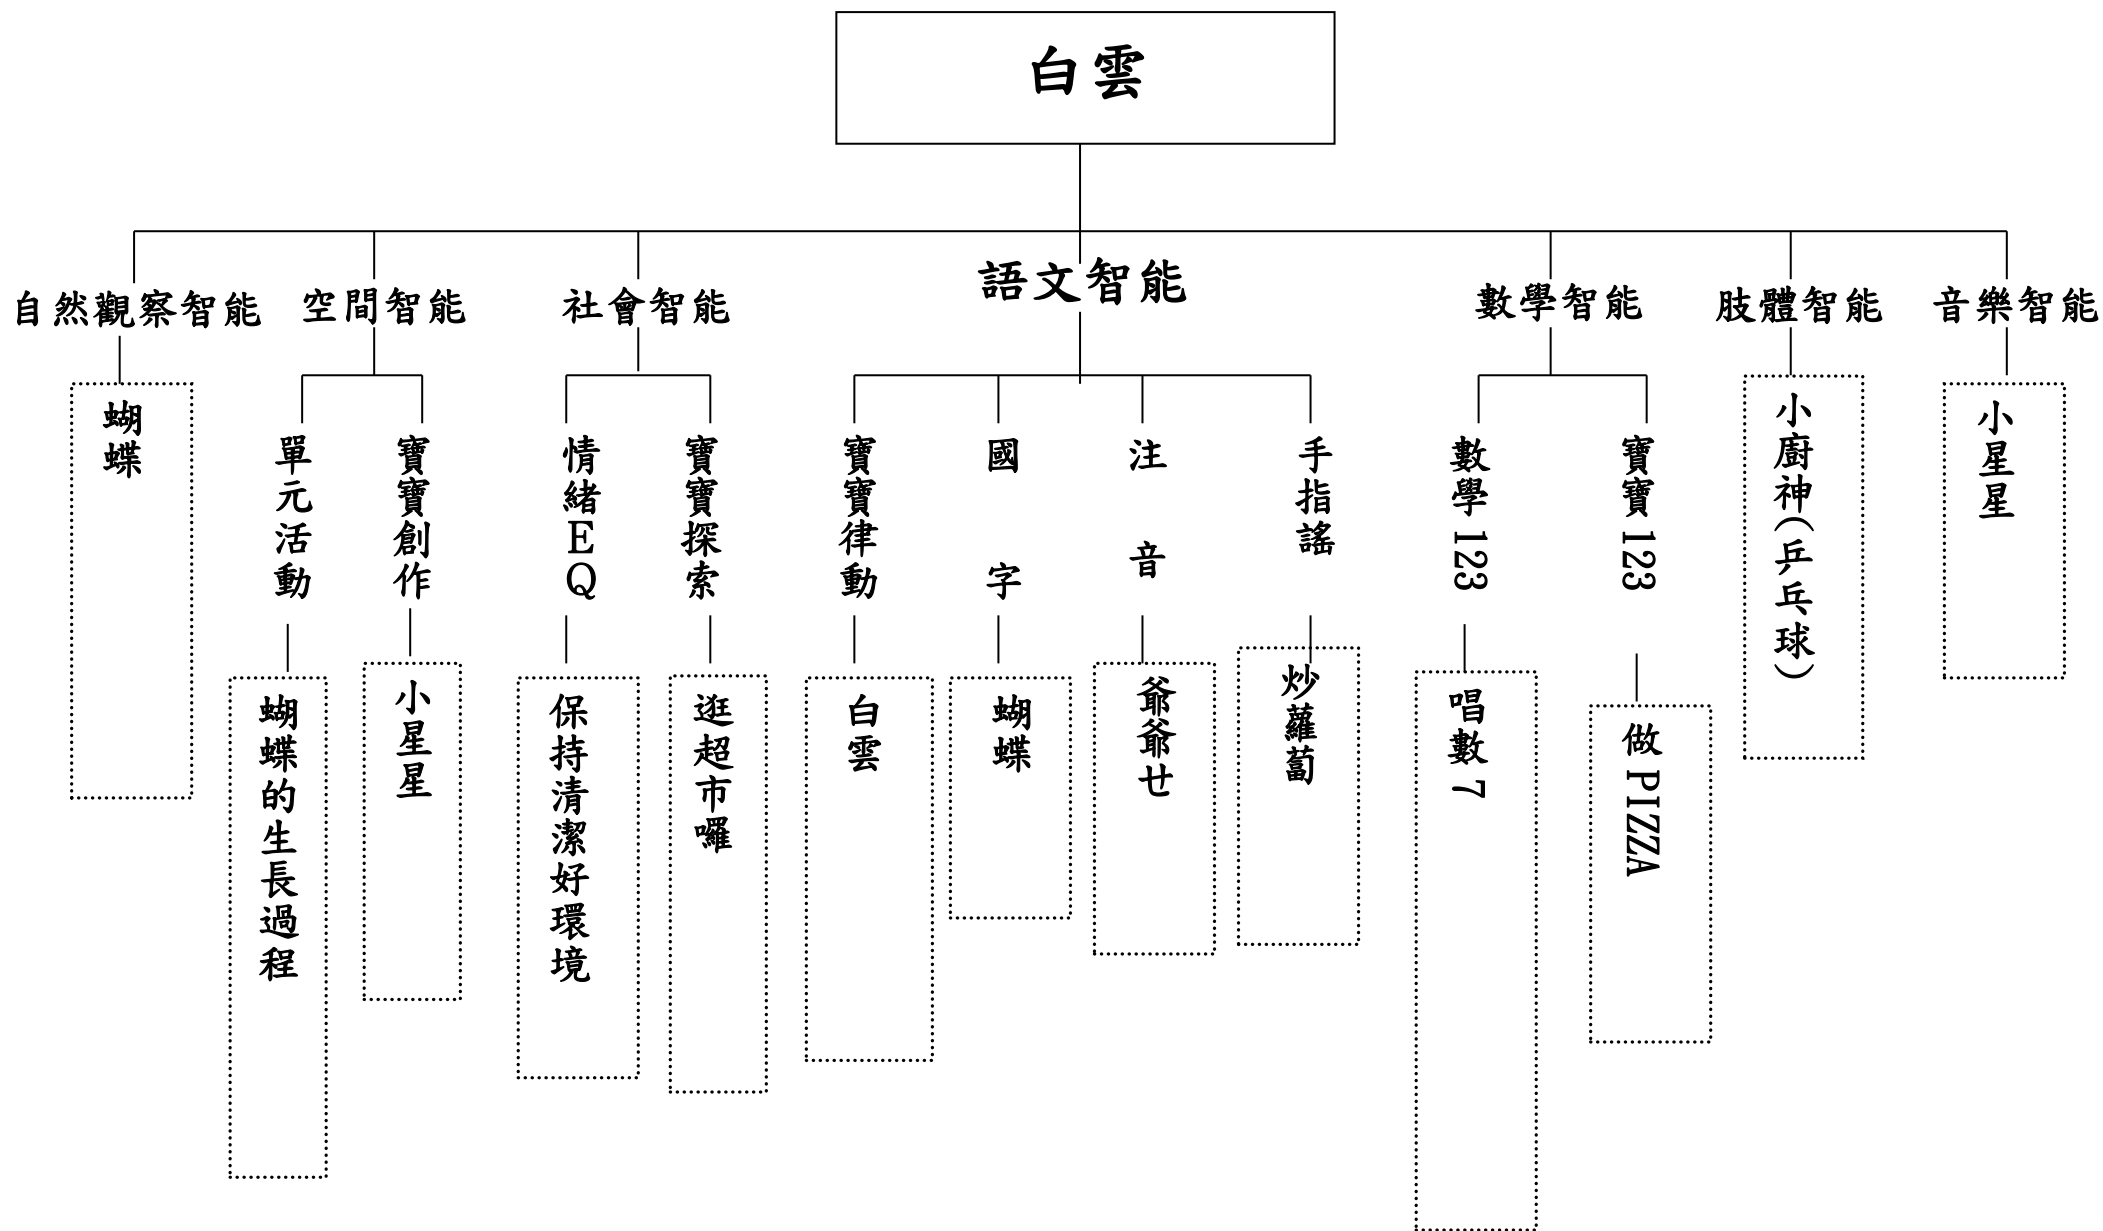 白雲
自然觀察智能
空間智能
社會智能
語文智能
數學智能
肢體智能
音樂智能
蝴蝶
單元活動
寶寶創作
情緒EQ
寶寶探索
寶寶律動
國字
注音
手指謠
數學123
寶寶123
小廚神(乒乓球)
小星星
蝴蝶的生長過程
小星星
保持清潔好環境
逛超市囉
白雲
蝴蝶
爺爺ㄝ
炒蘿蔔
唱數7
做PIZZA